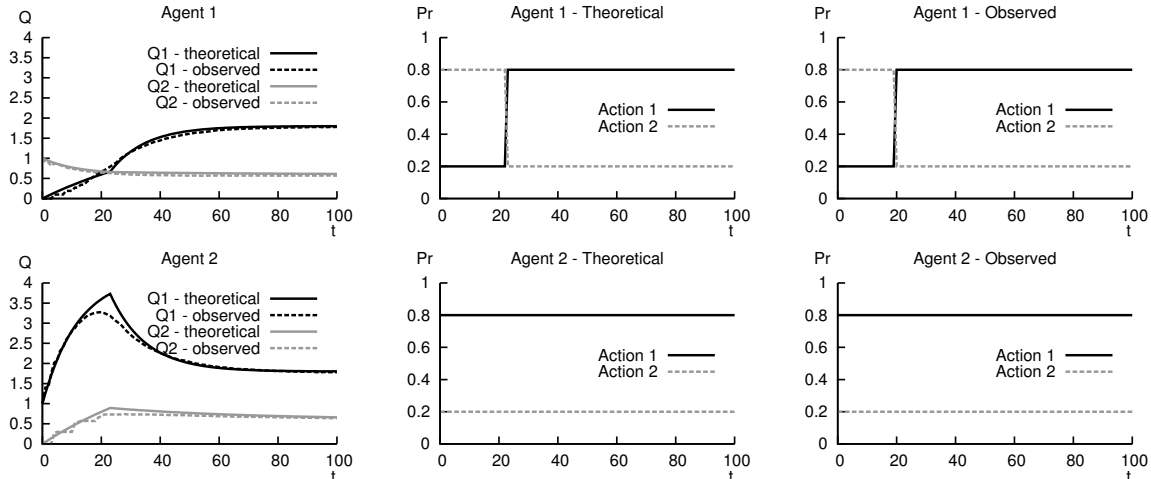 Q
Agent 1
4
3.5
3
2.5
2
1.5
1
0.5
0
Q1 - theoretical
Q1 - observed
Q2 - theoretical
Q2 - observed
0 20 40 60 80 100
t
Pr
Agent 1 - Theoretical
1
0.8
0.6
0.4
0.2
0
Action 1
Action 2
0 20 40 60 80 100
t
Pr
Agent 1 - Observed
1
0.8
0.6
0.4
0.2
0
Action 1
Action 2
0 20 40 60 80 100
t
Q
Agent 2
4
3.5
3
2.5
2
1.5
1
0.5
0
Q1 - theoretical
Q1 - observed
Q2 - theoretical
Q2 - observed
0 20 40 60 80 100
t
Pr
Agent 2 - Theoretical
1
0.8
0.6
0.4
0.2
0
Action 1
Action 2
0 20 40 60 80 100
t
Pr
Agent 2 - Observed
1
0.8
0.6
0.4
0.2
0
Action 1
Action 2
0 20 40 60 80 100
t